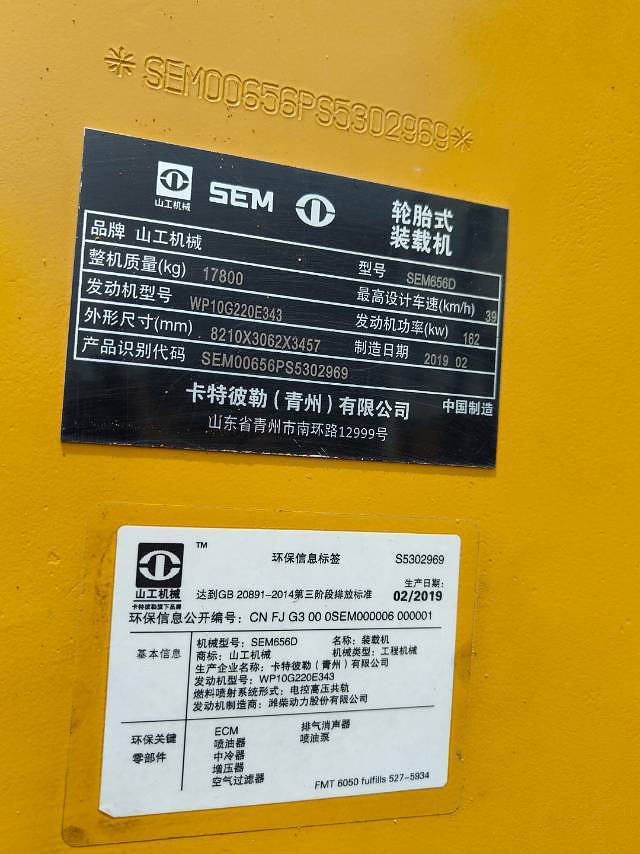 *SEM00656PS5302969*
山工机械 SEM 轮胎式
装载机
品牌 山工机械 型号 SEM656D
整机质量(kg) 17800 最高设计车速(km/h) 39
发动机型号 WP10G220E343 发动机功率(kw) 162
外形尺寸(mm) 8210X3062X3457 制造日期 2019 02
产品识别代码 SEM00656PS5302969
卡特彼勒(青州)有限公司 中国制造
山东省青州市南环路12999号
TM 环保信息标签 S5302969
山工机械
卡特彼勒旗下品牌
达到GB 20891-2014第三阶段排放标准 生产日期:
02/2019
环保信息公开编号: CN FJ G3 00 0SEM000006 000001
基本信息
机械型号: SEM656D 名称: 装载机
商标: 山工机械 机械类型: 工程机械
生产企业名称: 卡特彼勒(青州)有限公司
发动机型号: WP10G220E343
燃料喷射系统形式: 电控高压共轨
发动机制造商: 潍柴动力股份有限公司
环保关键
零部件
ECM 排气消声器
喷油器 喷油泵
中冷器
增压器
空气过滤器
FMT 6050 fulfills 527-5934